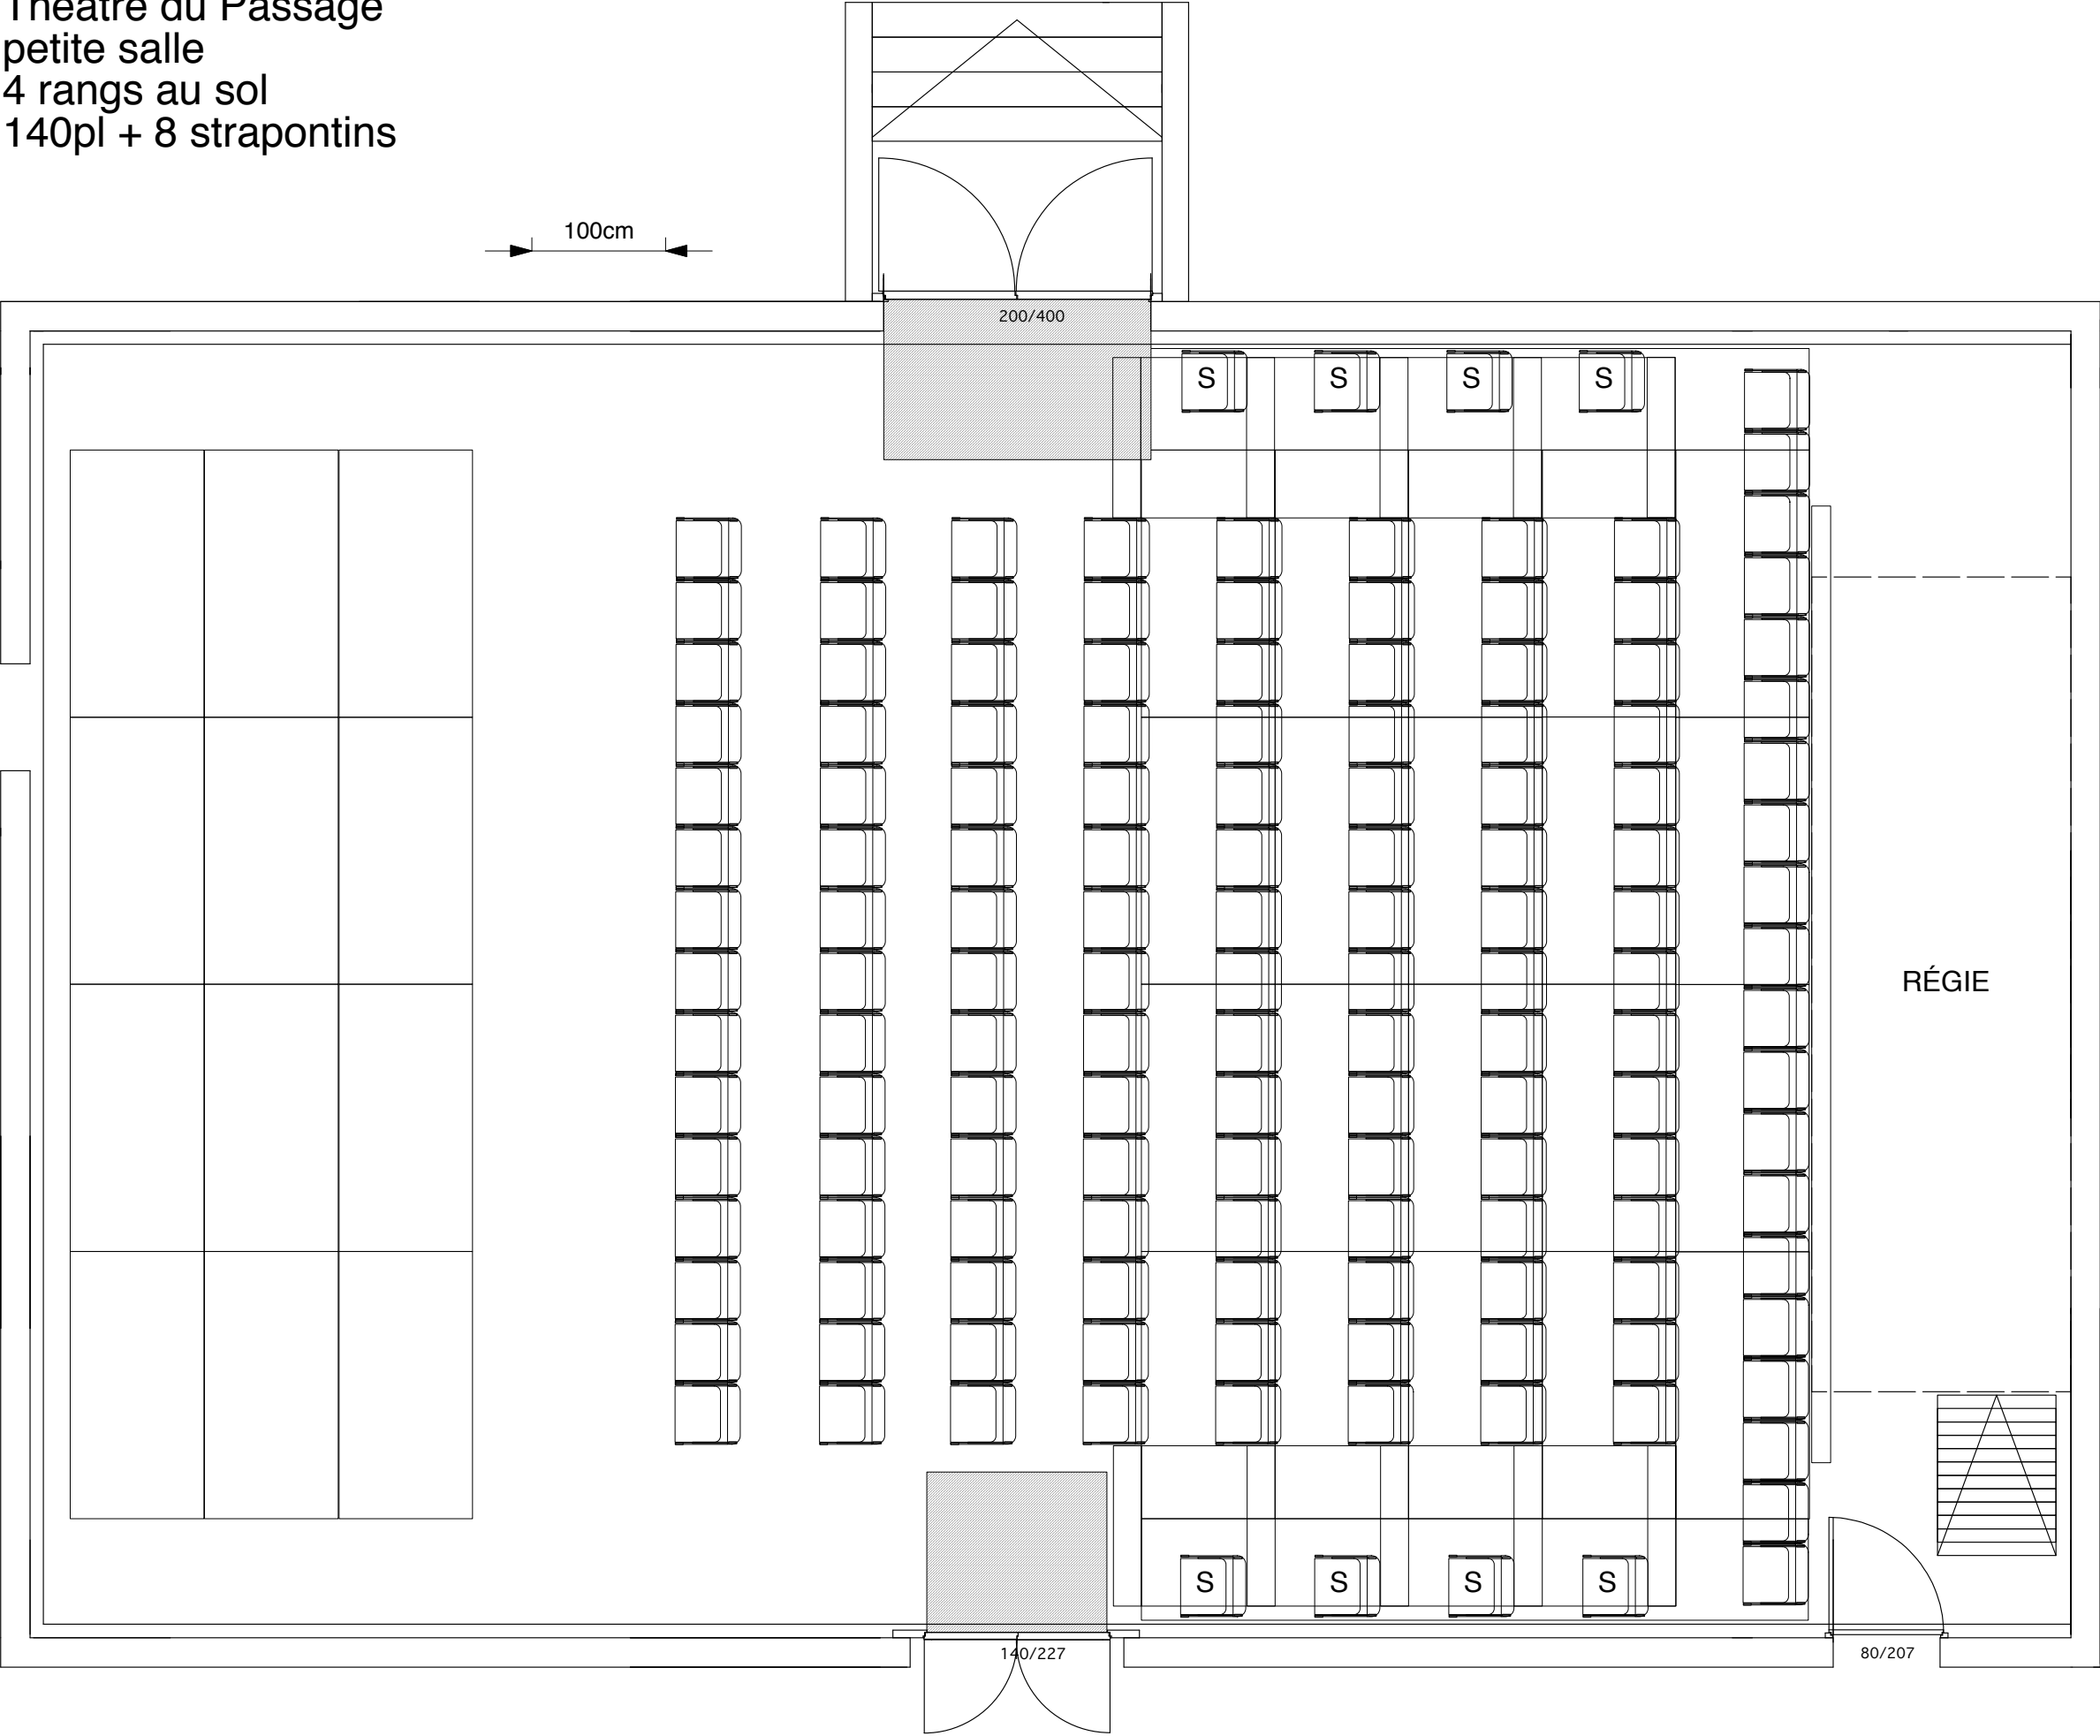 Théâtre du Passage
petite salle
4 rangs au sol
140pl + 8 strapontins
100cm
200/400
S S S S
RÉGIE
S S S S
140/227
80/207